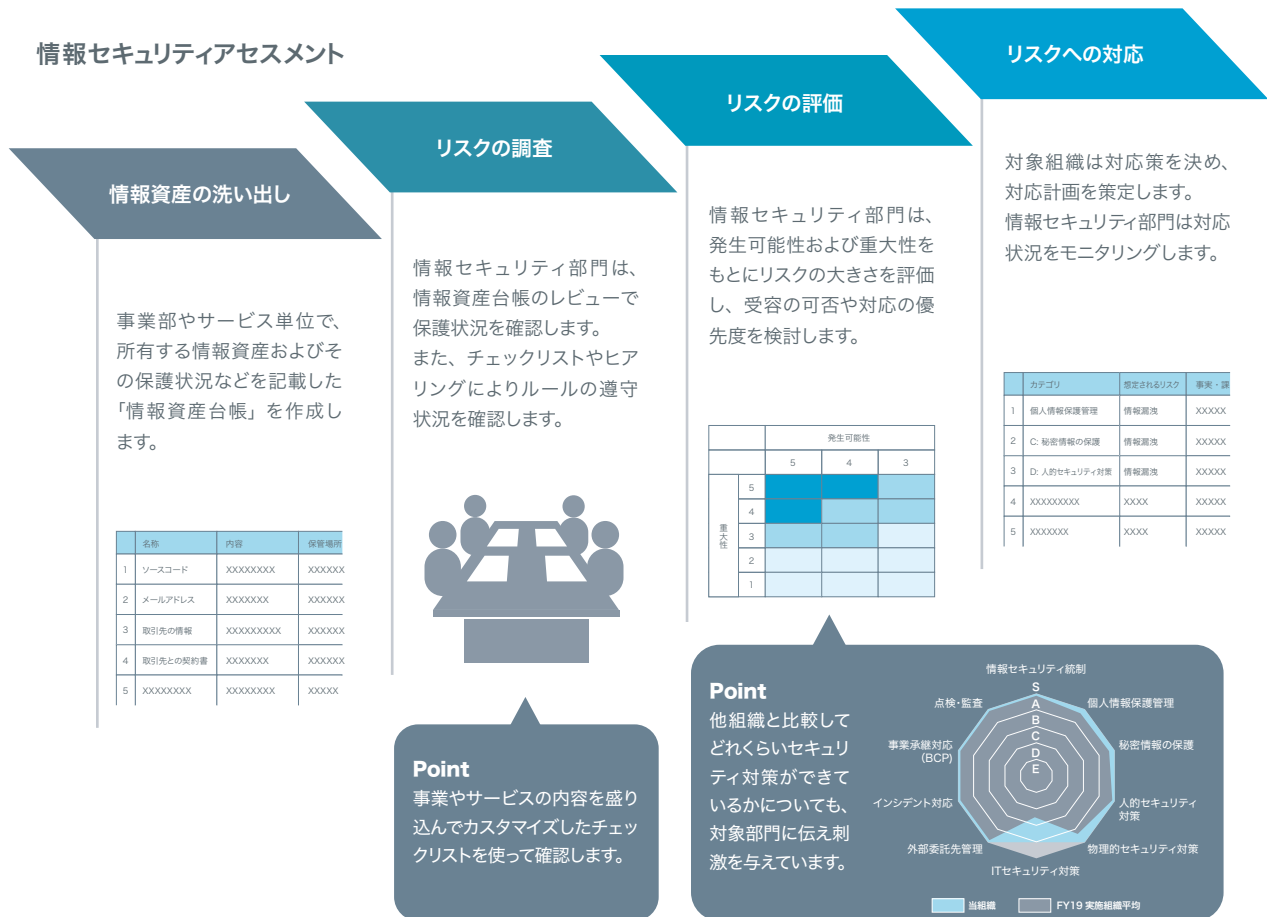 情報セキュリティアセスメント
情報資産の洗い出し
事業部やサービス単位で、
所有する情報資産およびそ
の保護状況などを記載した
「情報資産台帳」を作成し
ます。
名称 内容 保管場所
1 ソースコード XXXXXXXX XXXXXX
2 メールアドレス XXXXXXX XXXXXX
3 取引先の情報 XXXXXXXXX XXXXXX
4 取引先との契約書 XXXXXXX XXXXXX
5 XXXXXXXX XXXXXXXX XXXXX
リスクの調査
情報セキュリティ部門は、
情報資産台帳のレビューで
保護状況を確認します。
また、チェックリストやヒア
リングによりルールの遵守
状況を確認します。
Point
事業やサービスの内容を盛り
込んでカスタマイズしたチェッ
クリストを使って確認します。
リスクの評価
情報セキュリティ部門は、
発生可能性および重大性を
もとにリスクの大きさを評価
し、受容の可否や対応の優
先度を検討します。
発生可能性
5 4 3
重大性
5
4
3
2
1
Point
他組織と比較して
どれくらいセキュリ
ティ対策ができて
いるかについても、
対象部門に伝え刺
激を与えています。
情報セキュリティ統制
個人情報保護管理
秘密情報の保護
人的セキュリティ
対策
物理的セキュリティ対策
ITセキュリティ対策
外部委託先管理
インシデント対応
事業承継対応
(BCP)
点検・監査
S
A
B
C
D
E
当組織 FY19 実施組織平均
リスクへの対応
対象組織は対応策を決め、
対応計画を策定します。
情報セキュリティ部門は対応
状況をモニタリングします。
カテゴリ 想定されるリスク 事実・課
1 個人情報保護管理 情報漏洩 XXXXX
2 C: 秘密情報の保護 情報漏洩 XXXXX
3 D: 人的セキュリティ対策 情報漏洩 XXXXX
4 XXXXXXXXX XXXX XXXXX
5 XXXXXXX XXXX XXXXX